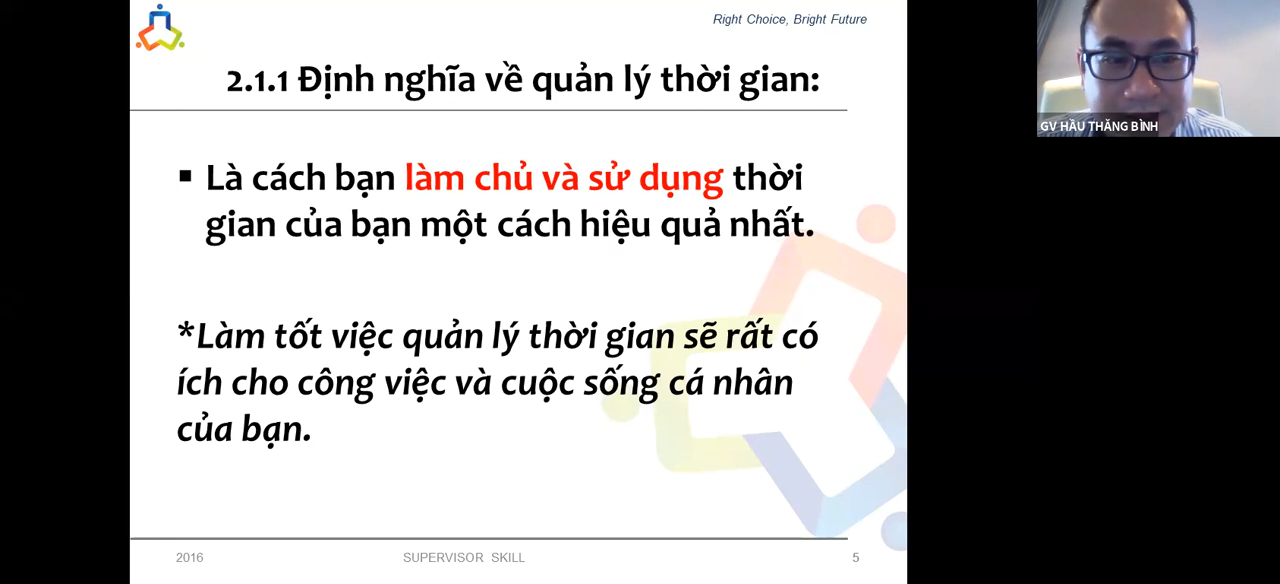 Right Choice, Bright Future
2.1.1 Định nghĩa về quản lý thời gian:
GV HẦU THĂNG BÌNH
▪ Là cách bạn làm chủ và sử dụng thời
gian của bạn một cách hiệu quả nhất.
*Làm tốt việc quản lý thời gian sẽ rất có
ích cho công việc và cuộc sống cá nhân
của bạn.
2016 SUPERVISOR SKILL 5